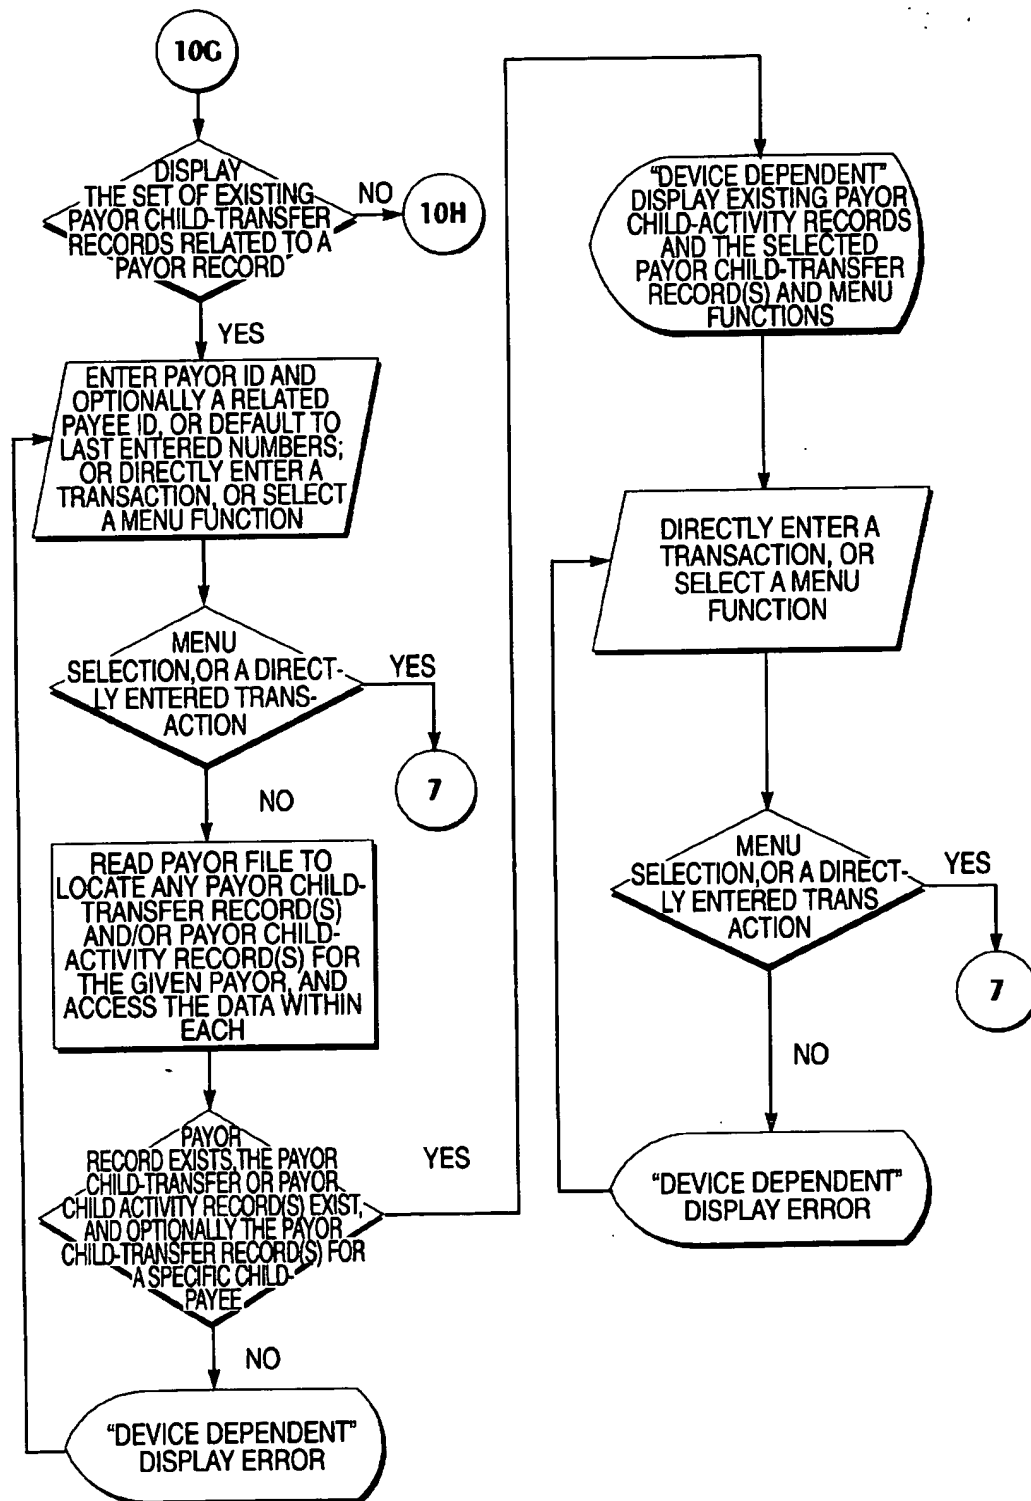 10G
DISPLAY
THE SET OF EXISTING
PAYOR CHILD-TRANSFER
RECORDS RELATED TO A
PAYOR RECORD
NO
10H
YES
ENTER PAYOR ID AND
OPTIONALLY A RELATED
PAYEE ID, OR DEFAULT TO
LAST ENTERED NUMBERS;
OR DIRECTLY ENTER A
TRANSACTION, OR SELECT
A MENU FUNCTION
MENU
SELECTION, OR A DIRECT-
LY ENTERED TRANS-
ACTION
YES
7
NO
READ PAYOR FILE TO
LOCATE ANY PAYOR CHILD-
TRANSFER RECORD(S)
AND/OR PAYOR CHILD-
ACTIVITY RECORD(S) FOR
THE GIVEN PAYOR, AND
ACCESS THE DATA WITHIN
EACH
PAYOR
RECORD EXISTS, THE PAYOR
CHILD-TRANSFER OR PAYOR
CHILD ACTIVITY RECORD(S) EXIST,
AND OPTIONALLY THE PAYOR
CHILD-TRANSFER RECORD(S) FOR
A SPECIFIC CHILD-
PAYEE
YES
NO
"DEVICE DEPENDENT"
DISPLAY ERROR
"DEVICE DEPENDENT"
DISPLAY EXISTING PAYOR
CHILD-ACTIVITY RECORDS
AND THE SELECTED
PAYOR CHILD-TRANSFER
RECORD(S) AND MENU
FUNCTIONS
DIRECTLY ENTER A
TRANSACTION, OR
SELECT A MENU
FUNCTION
MENU
SELECTION, OR A DIRECT-
LY ENTERED TRANS
ACTION
YES
7
NO
"DEVICE DEPENDENT"
DISPLAY ERROR